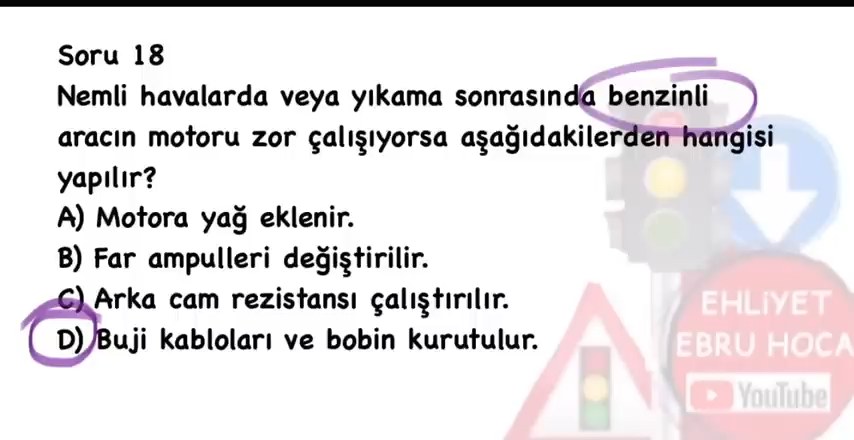 Soru 18
Nemli havalarda veya yıkama sonrasında benzinli
aracın motoru zor çalışıyorsa aşağıdakilerden hangisi
yapılır?
A) Motora yağ eklenir.
B) Far ampulleri değiştirilir.
C) Arka cam rezistansı çalıştırılır.
D) Buji kabloları ve bobin kurutulur.
EHLİYET
EBRU HOCA
YouTube